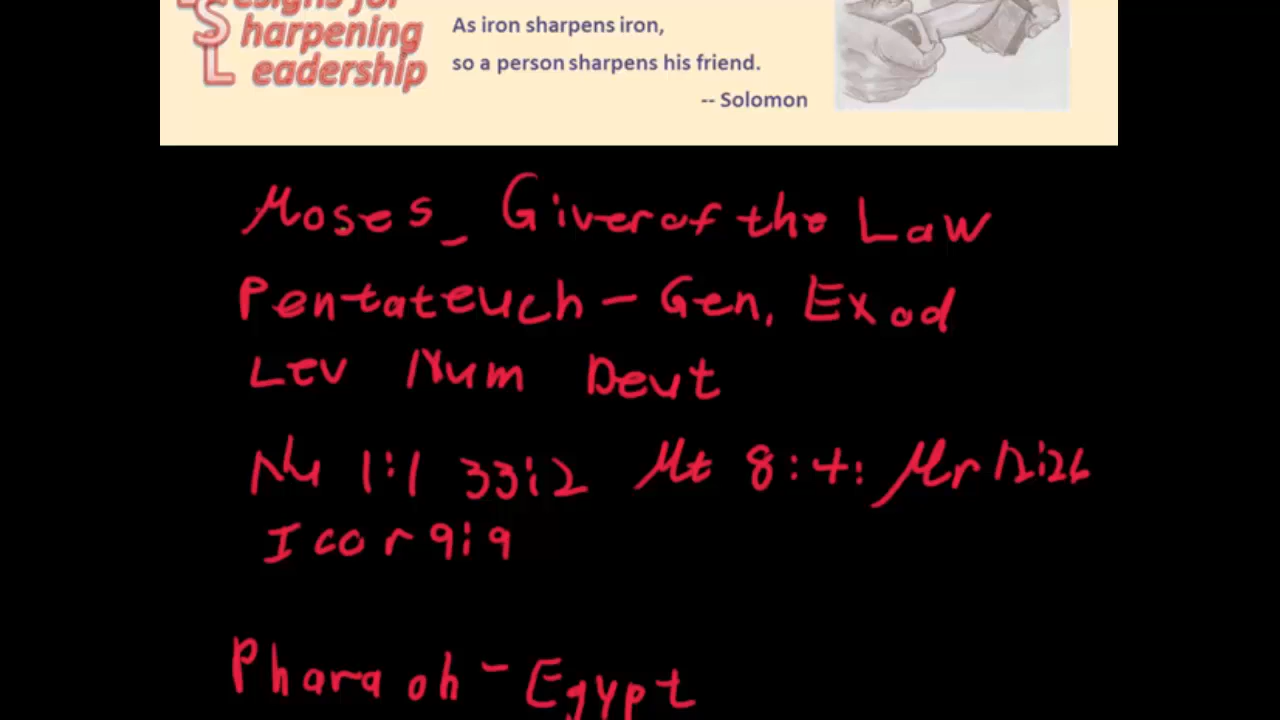 esigns for
Sharpening
Leadership
As iron sharpens iron,
so a person sharpens his friend.
-- Solomon
Moses_ Giver of the Law
Pentateuch - Gen, Exod
Lev Num Deut
Nu 1:1 33:2 Mt 8:4: Mr 12:26
I cor 9:9
Pharaoh - Egypt